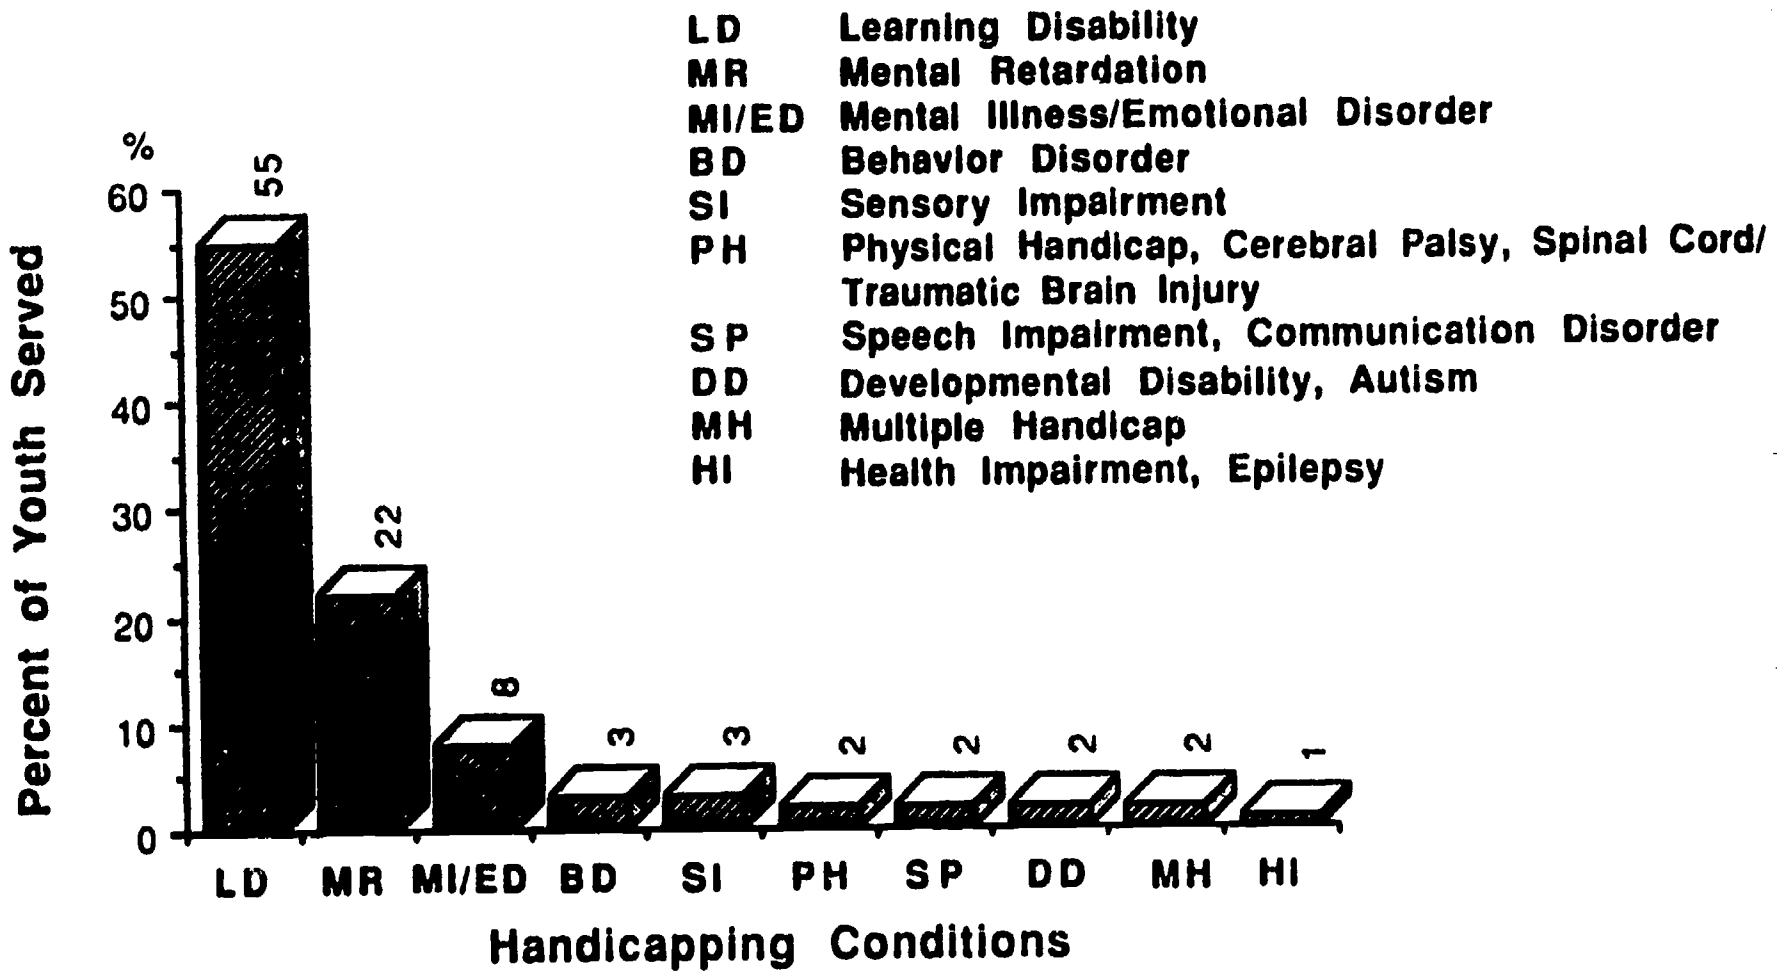 LD Learning Disability
MR Mental Retardation
MI/ED Mental Illness/Emotional Disorder
BD Behavior Disorder
SI Sensory Impairment
PH Physical Handicap, Cerebral Palsy, Spinal Cord/
Traumatic Brain Injury
SP Speech Impairment, Communication Disorder
DD Developmental Disability, Autism
MH Multiple Handicap
HI Health Impairment, Epilepsy
%
60
50
40
30
20
10
0
Percent of Youth Served
55
22
8
3
3
2
2
2
2
1
LD MR MI/ED BD SI PH SP DD MH HI
Handicapping Conditions